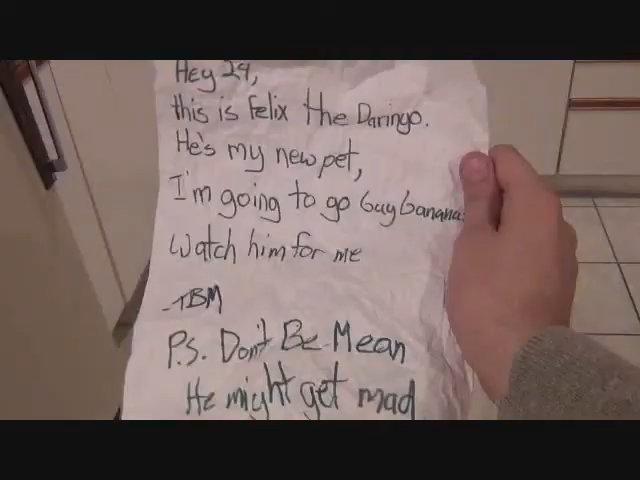 Hey 24,
this is Felix the Daringo.
He's my new pet,
I'm going to go buy bananas
Watch him for me
-TBM
P.s. Don't Be Mean
He might get mad